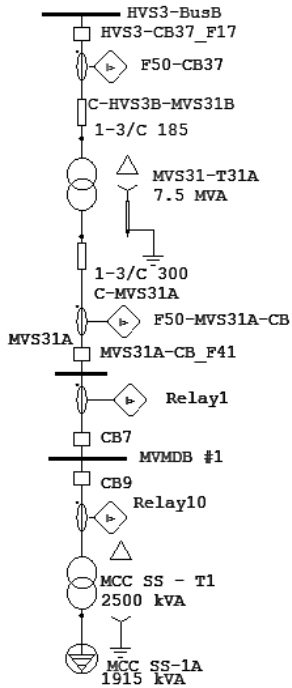 HVS3-BusB
HVS3-CB37_F17
F50-CB37
C-HVS3B-MVS31B
1-3/C 185
MVS31-T31A
7.5 MVA
1-3/C 300
C-MVS31A
F50-MVS31A-CB
MVS31A
MVS31A-CB_F41
Relay1
CB7
MVMDB #1
CB9
Relay10
MCC SS - T1
2500 kVA
MCC SS-1A
1915 kVA